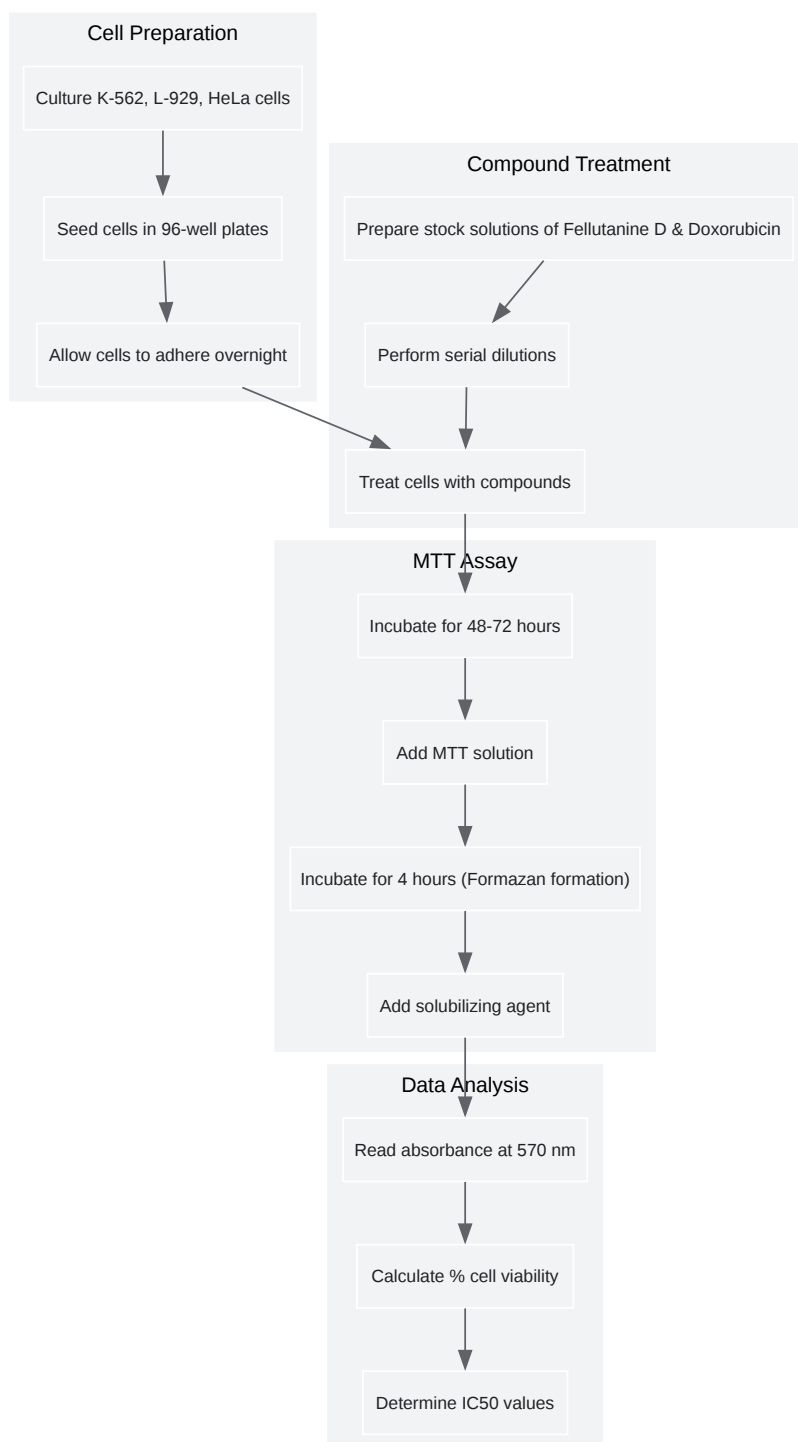 Cell Preparation
Culture K-562, L-929, HeLa cells
Seed cells in 96-well plates
Allow cells to adhere overnight
Compound Treatment
Prepare stock solutions of Fellutanine D & Doxorubicin
Perform serial dilutions
Treat cells with compounds
MTT Assay
Incubate for 48-72 hours
Add MTT solution
Incubate for 4 hours (Formazan formation)
Add solubilizing agent
Data Analysis
Read absorbance at 570 nm
Calculate % cell viability
Determine IC50 values